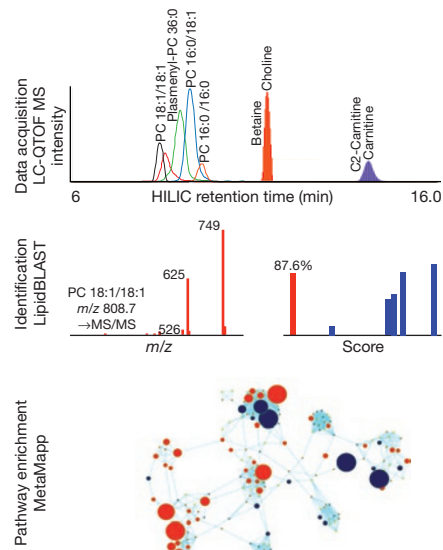 Data acquisition
LC-QTOF MS
intensity
PC 18:1/18:1
Plasmenyl-PC 36:0
PC 16:0/18:1
PC 16:0/16:0
Betaine
Choline
C2-Carnitine
Carnitine
6
HILIC retention time (min)
16.0
Identification
LipidBLAST
PC 18:1/18:1
m/z 808.7
→MS/MS
526
625
749
m/z
87.6%
Score
Pathway enrichment
MetaMapp